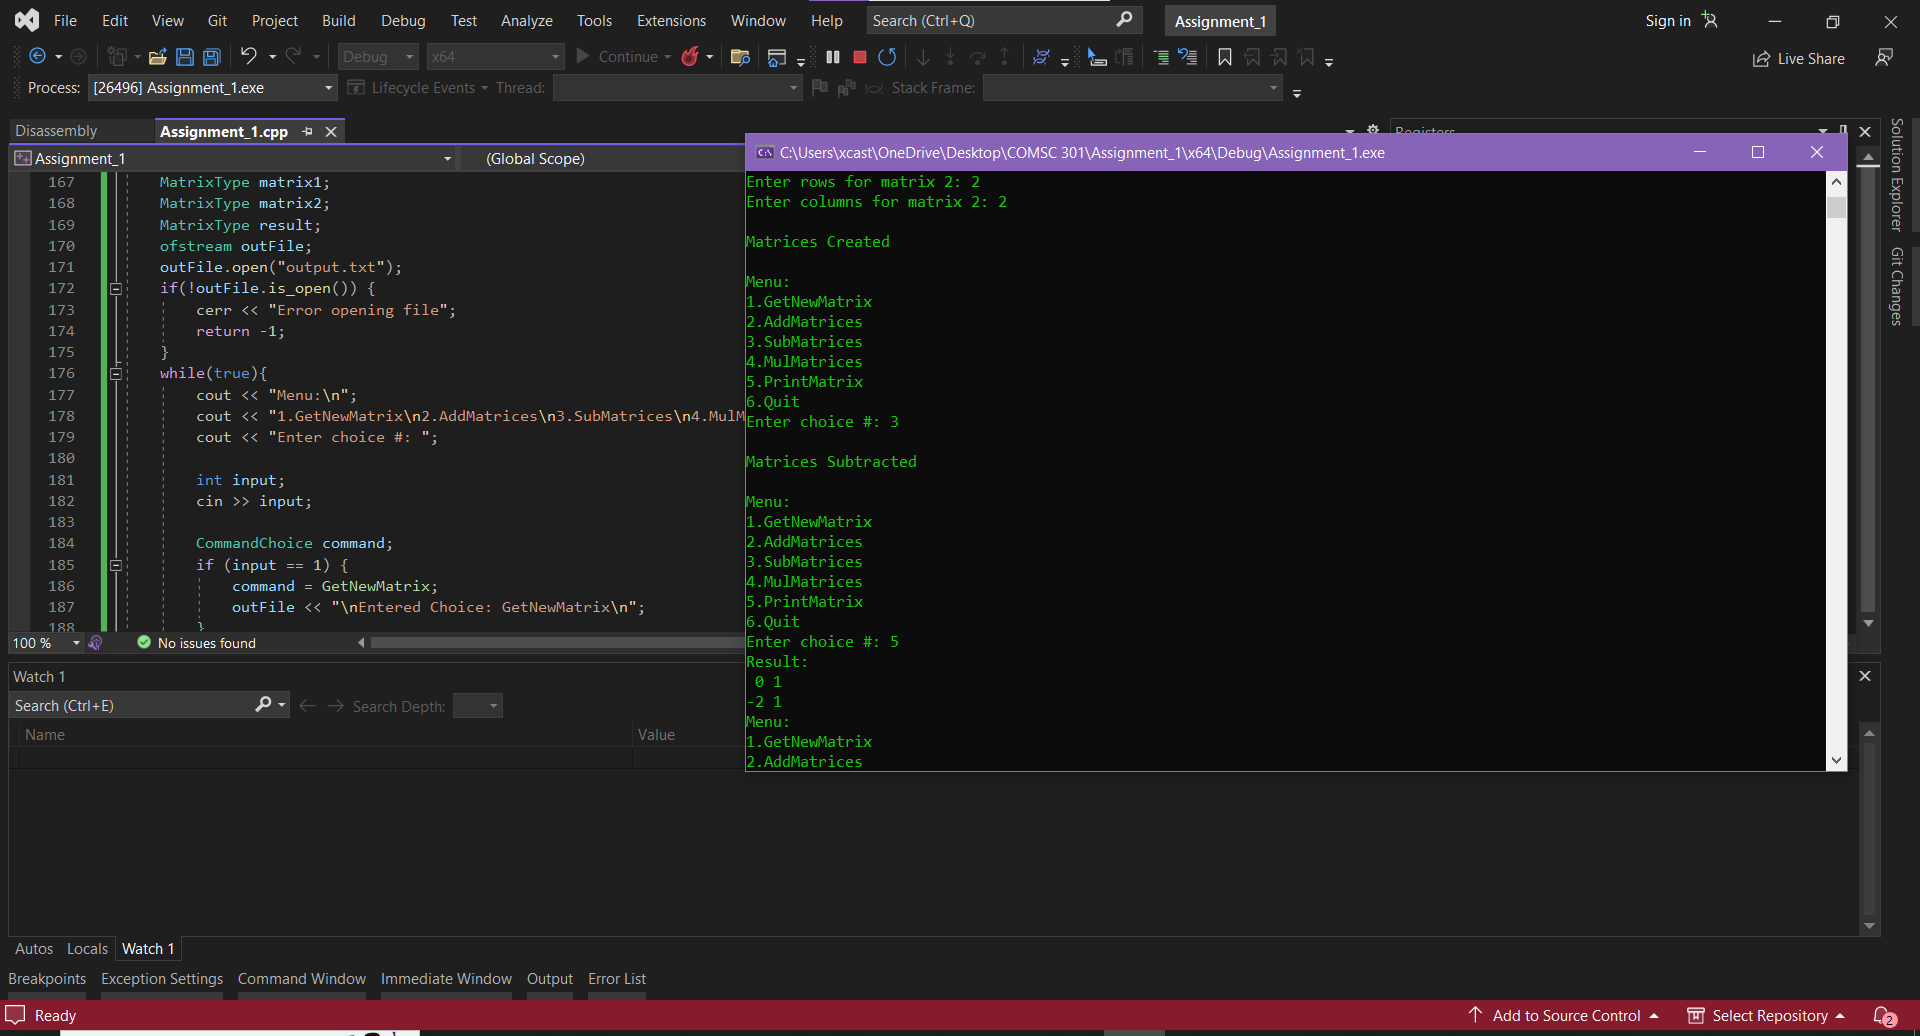 File Edit View Git Project Build Debug Test Analyze Tools Extensions Window Help Search (Ctrl+Q) Assignment_1 Sign in
Debug x64 Continue Live Share
Process: [26496] Assignment_1.exe Lifecycle Events Thread: Stack Frame:
Disassembly Assignment_1.cpp Registers
Assignment_1 (Global Scope)
167 MatrixType matrix1;
168 MatrixType matrix2;
169 MatrixType result;
170 ofstream outFile;
171 outFile.open("output.txt");
172 if(!outFile.is_open()) {
173 cerr << "Error opening file";
174 return -1;
175 }
176 while(true){
177 cout << "Menu:\n";
178 cout << "1.GetNewMatrix\n2.AddMatrices\n3.SubMatrices\n4.MulM
179 cout << "Enter choice #: ";
180
181 int input;
182 cin >> input;
183
184 CommandChoice command;
185 if (input == 1) {
186 command = GetNewMatrix;
187 outFile << "\nEntered Choice: GetNewMatrix\n";
188 }
100 % No issues found
C:\Users\xcast\OneDrive\Desktop\COMSC 301\Assignment_1\x64\Debug\Assignment_1.exe
Enter rows for matrix 2: 2
Enter columns for matrix 2: 2
Matrices Created
Menu:
1.GetNewMatrix
2.AddMatrices
3.SubMatrices
4.MulMatrices
5.PrintMatrix
6.Quit
Enter choice #: 3
Matrices Subtracted
Menu:
1.GetNewMatrix
2.AddMatrices
3.SubMatrices
4.MulMatrices
5.PrintMatrix
6.Quit
Enter choice #: 5
Result:
0 1
-2 1
Menu:
1.GetNewMatrix
2.AddMatrices
Solution Explorer
Git Changes
Watch 1
Search (Ctrl+E) Search Depth:
Name Value
Autos Locals Watch 1
Breakpoints Exception Settings Command Window Immediate Window Output Error List
Ready Add to Source Control Select Repository 2